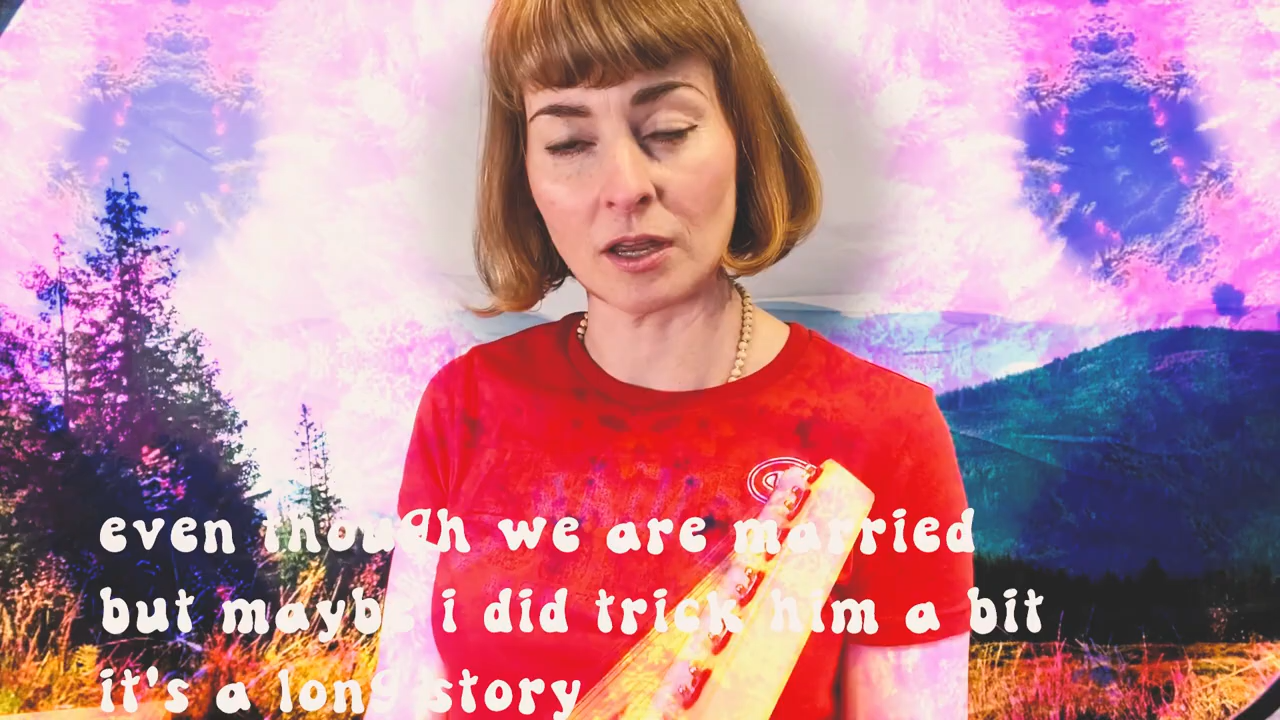 even though we are married
but maybe i did trick him a bit
it's a long story